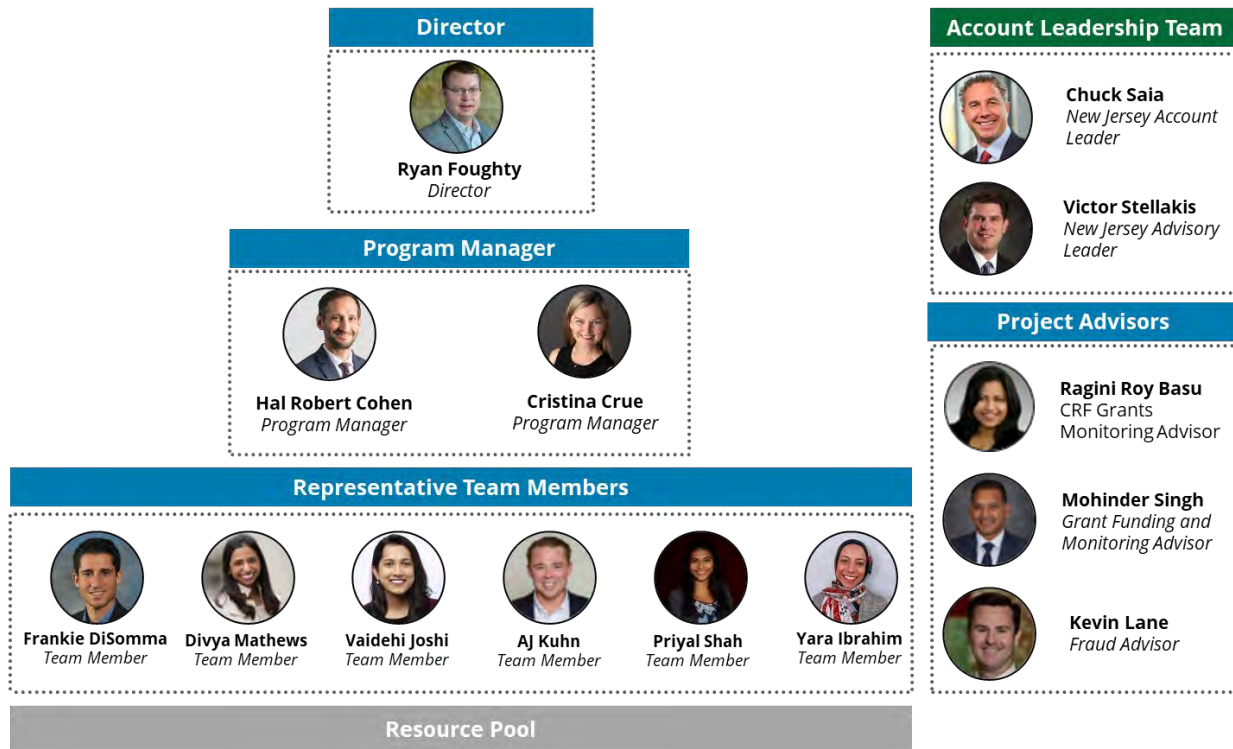 Director
Ryan Foughty
Director
Program Manager
Hal Robert Cohen
Program Manager
Cristina Crue
Program Manager
Representative Team Members
Frankie DiSomma
Team Member
Divya Mathews
Team Member
Vaidehi Joshi
Team Member
AJ Kuhn
Team Member
Priyal Shah
Team Member
Yara Ibrahim
Team Member
Resource Pool
Account Leadership Team
Chuck Saia
New Jersey Account
Leader
Victor Stellakis
New Jersey Advisory
Leader
Project Advisors
Ragini Roy Basu
CRF Grants
Monitoring Advisor
Mohinder Singh
Grant Funding and
Monitoring Advisor
Kevin Lane
Fraud Advisor